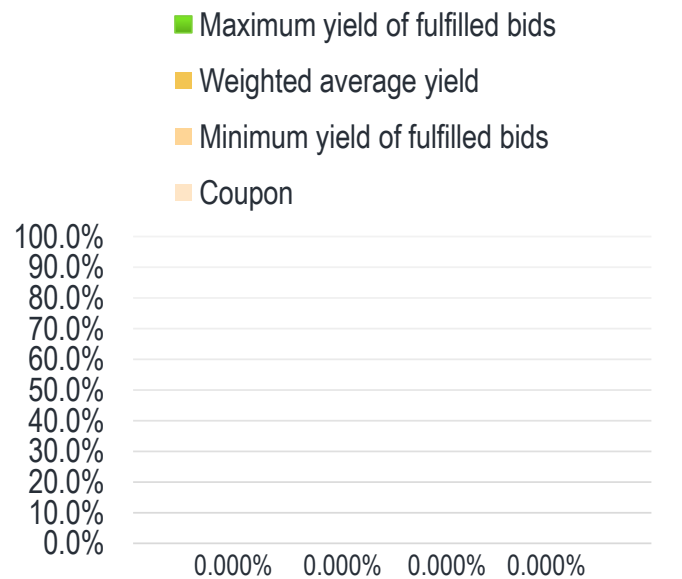 Maximum yield of fulfilled bids
Weighted average yield
Minimum yield of fulfilled bids
Coupon
100.0%
90.0%
80.0%
70.0%
60.0%
50.0%
40.0%
30.0%
20.0%
10.0%
0.0%
0.000% 0.000% 0.000% 0.000%